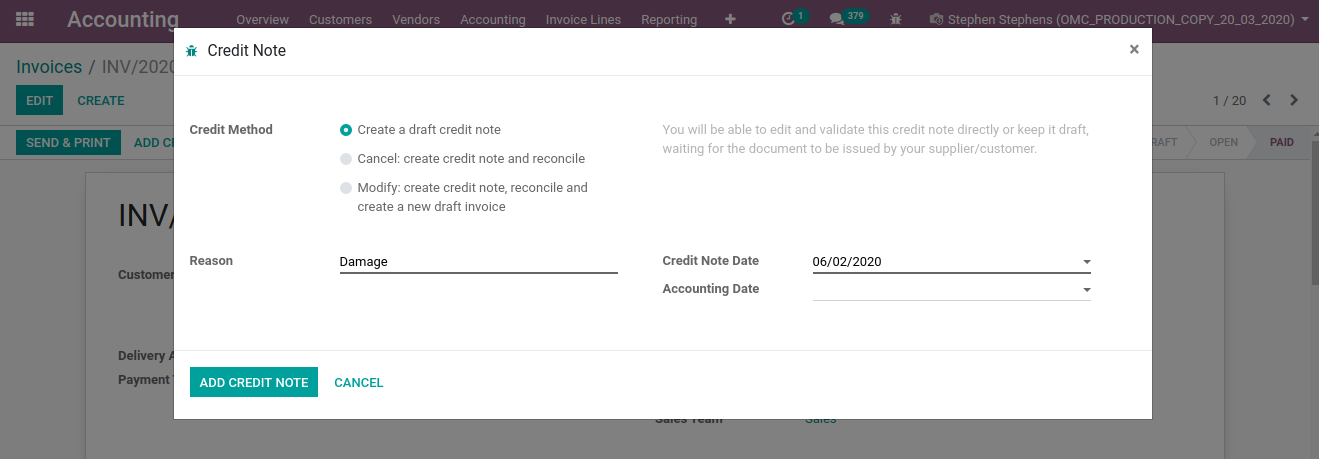 Accounting Overview Customers Vendors Accounting Invoice Lines Reporting 1 379 Stephen Stephens (OMC_PRODUCTION_COPY_20_03_2020)
Credit Note ×
Invoices / INV/2020
EDIT CREATE 1 / 20
SEND & PRINT ADD OPEN PAID
Credit Method
Create a draft credit note
Cancel: create credit note and reconcile
Modify: create credit note, reconcile and
create a new draft invoice
You will be able to edit and validate this credit note directly or keep it draft,
waiting for the document to be issued by your supplier/customer.
INV/
Customer
Reason Damage
Credit Note Date 06/02/2020
Accounting Date
Delivery A
Payment
ADD CREDIT NOTE CANCEL
Sales Team Sales